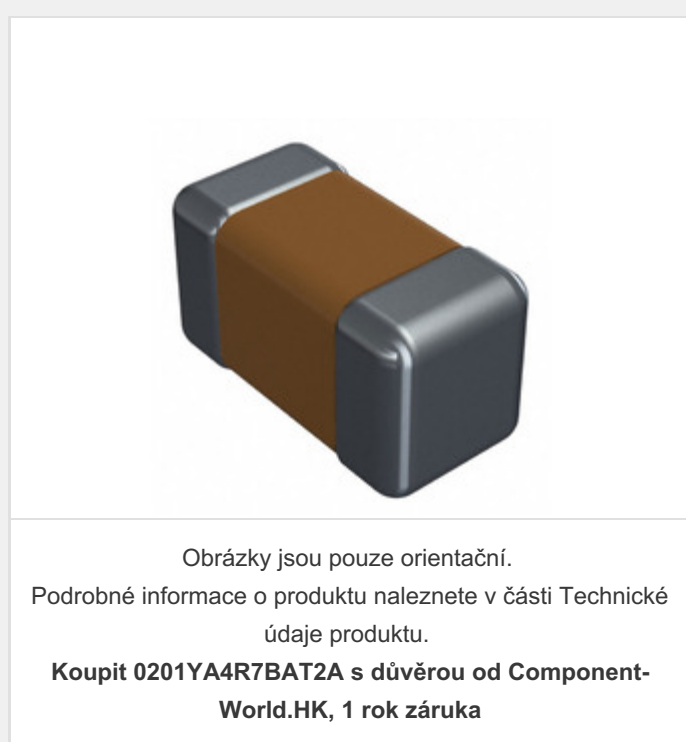 Obrázky jsou pouze orientační.
Podrobné informace o produktu naleznete v části Technické
údaje produktu.
Koupit 0201YA4R7BAT2A s důvěrou od Component-
World.HK, 1 rok záruka